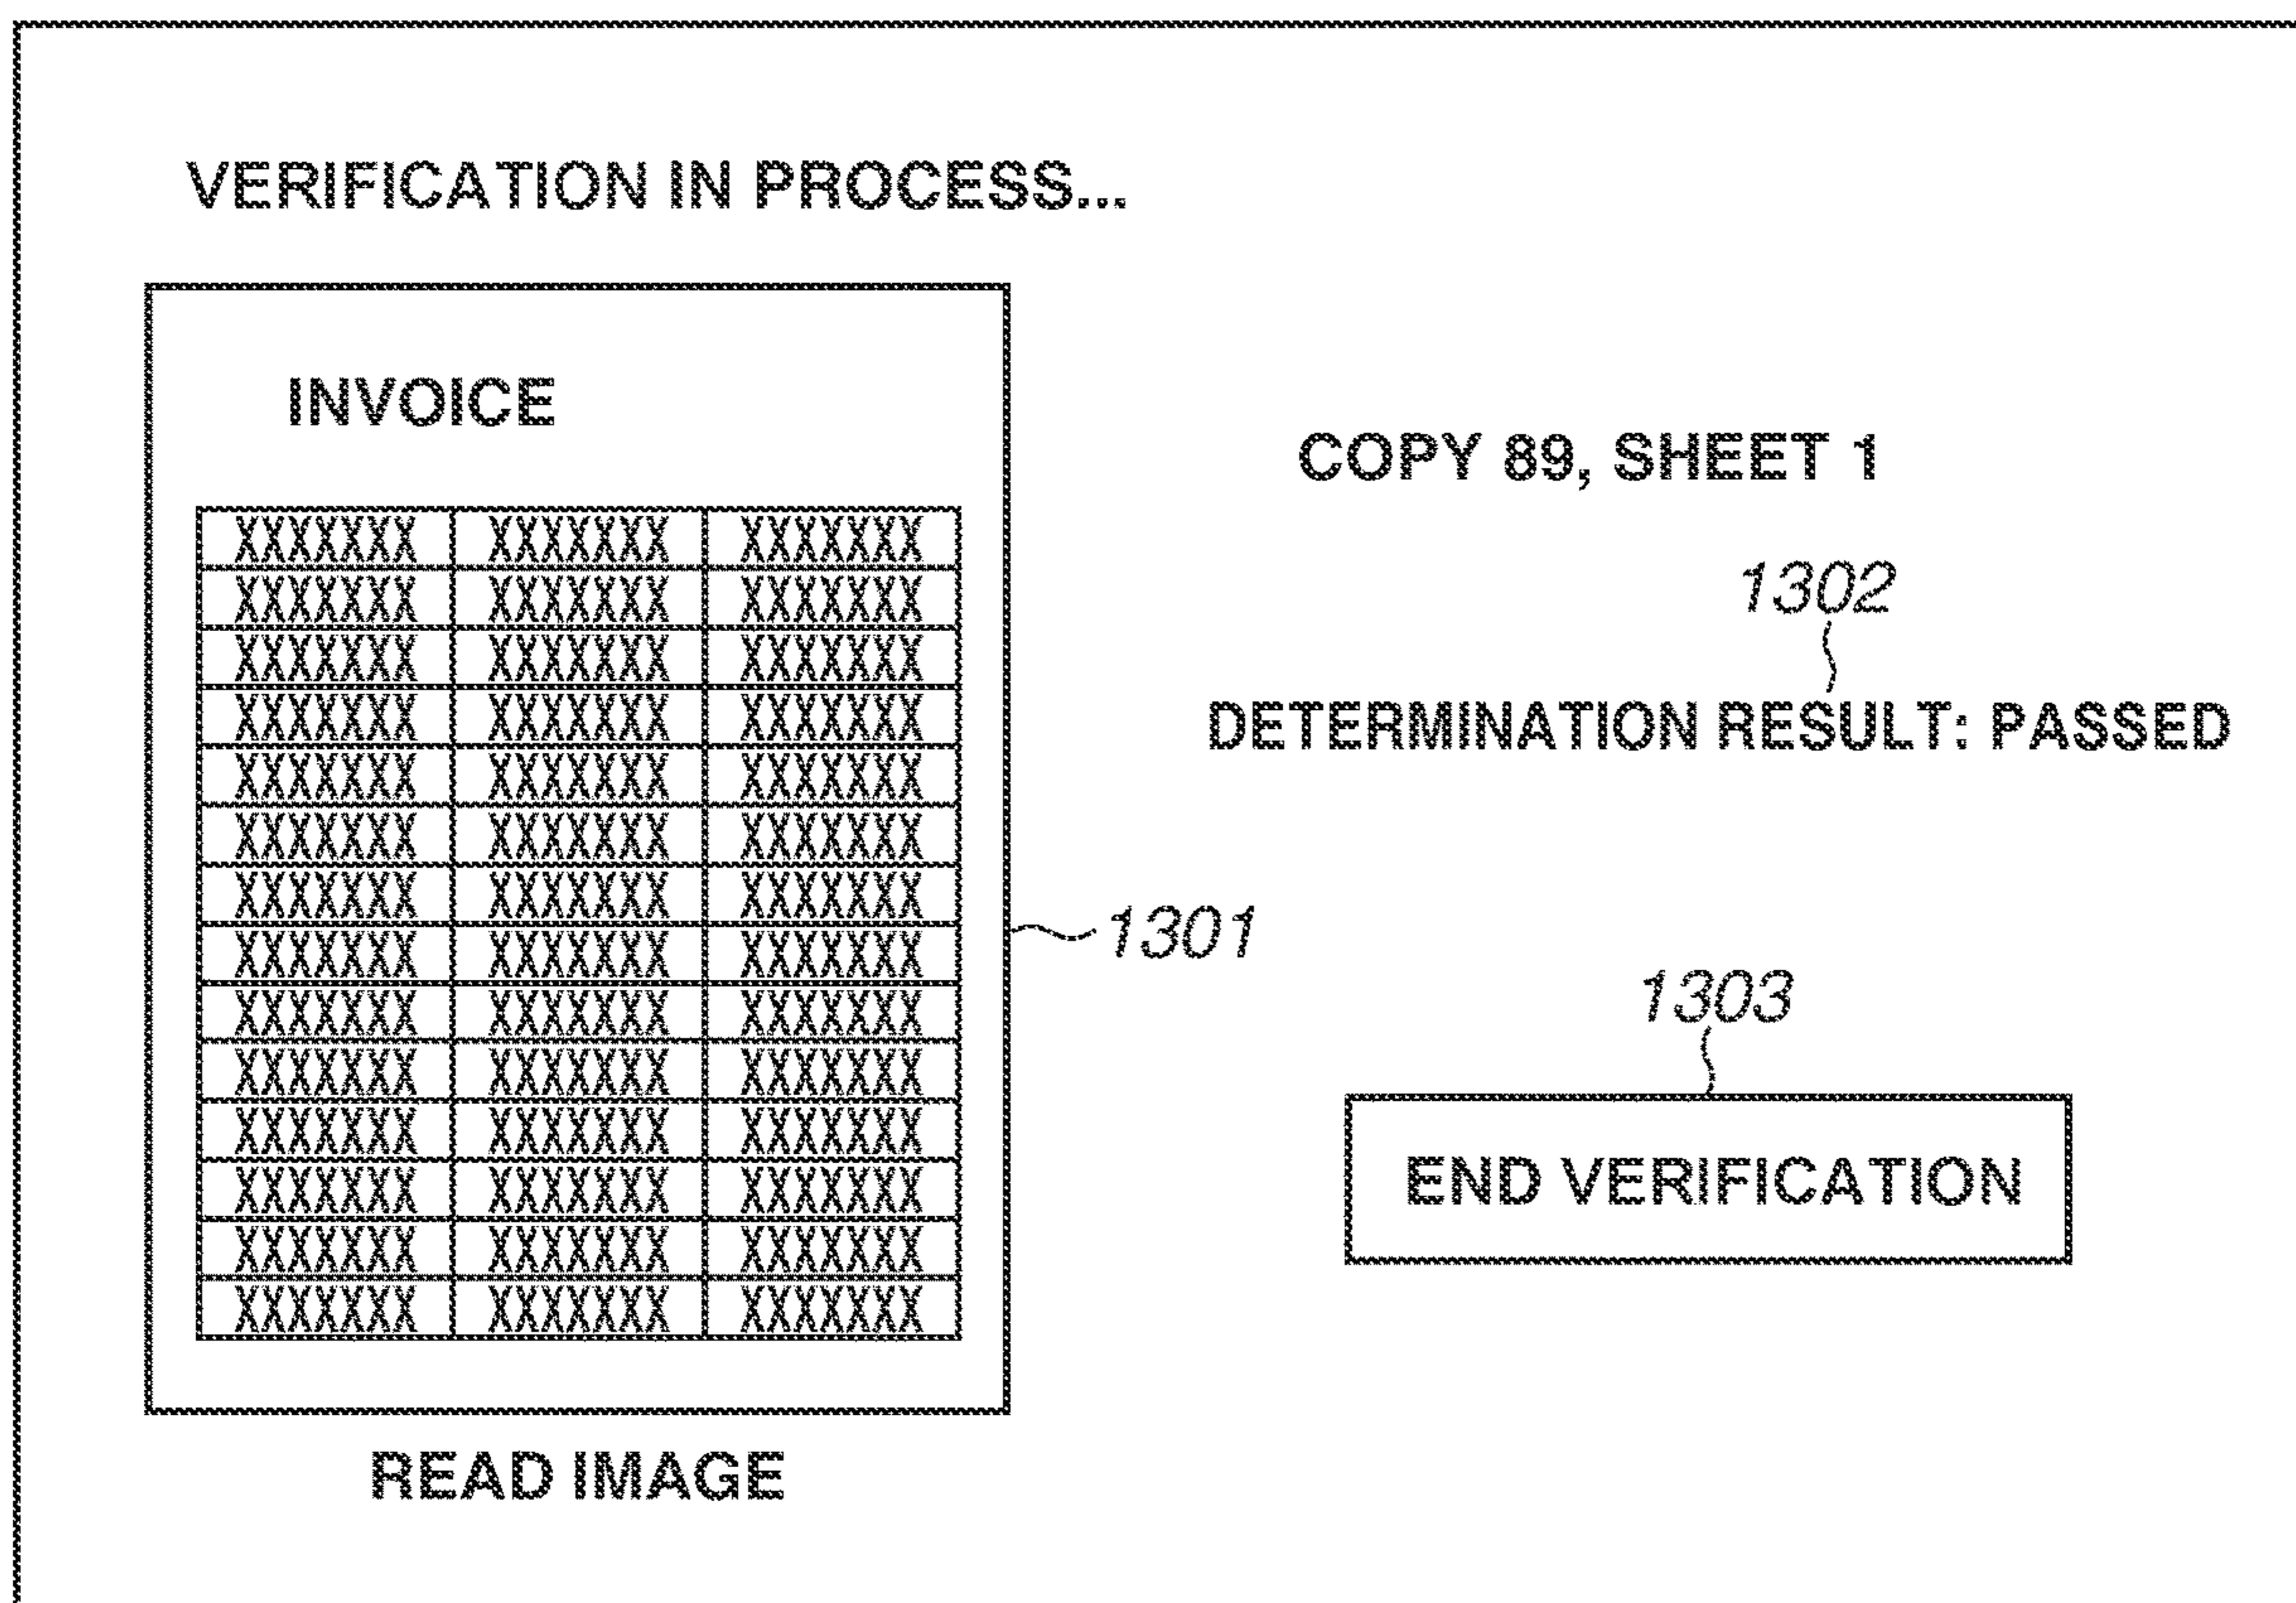 VERIFICATION IN PROCESS...
INVOICE
XXXXXXX XXXXXXX XXXXXXX
XXXXXXX XXXXXXX XXXXXXX
XXXXXXX XXXXXXX XXXXXXX
XXXXXXX XXXXXXX XXXXXXX
XXXXXXX XXXXXXX XXXXXXX
XXXXXXX XXXXXXX XXXXXXX
XXXXXXX XXXXXXX XXXXXXX
XXXXXXX XXXXXXX XXXXXXX
XXXXXXX XXXXXXX XXXXXXX
XXXXXXX XXXXXXX XXXXXXX
XXXXXXX XXXXXXX XXXXXXX
XXXXXXX XXXXXXX XXXXXXX
XXXXXXX XXXXXXX XXXXXXX
XXXXXXX XXXXXXX XXXXXXX
1301
READ IMAGE
COPY 89, SHEET 1
1302
DETERMINATION RESULT: PASSED
1303
END VERIFICATION